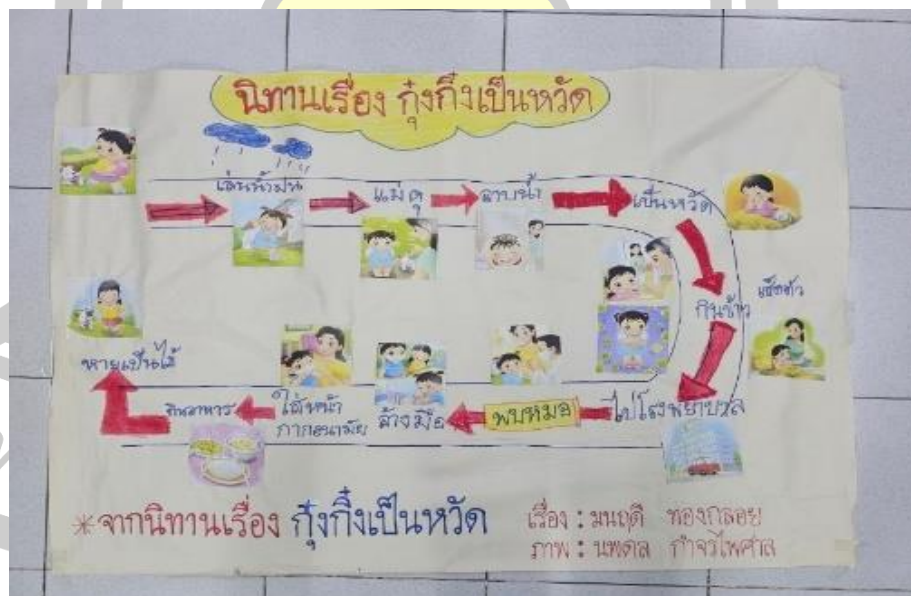 นิทานเรื่อง กุ๋งกิ๋งเป็นหวัด
เล่นน้ำฝน
แม่ดุ
อาบน้ำ
เป็นหวัด
กินข้าว
เช็ดตัว
ไปโรงพยาบาล
พบหมอ
ล้างมือ
ใส่หน้า
กากอนามัย
กินอาหาร
หายเป็นไข้
*จากนิทานเรื่อง กุ๋งกิ๋งเป็นหวัด
เรื่อง : มนฤดี ทองกลอย
ภาพ : นพดล กำจรไพศาล